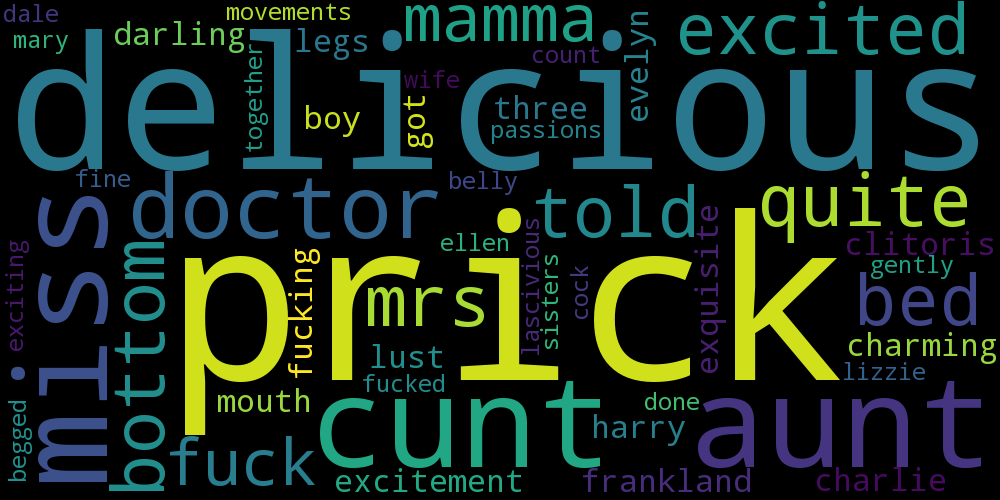 dale
movements
mamma
excited
mary
darling
legs
count
evelyn
delicious
together
wife
got
boy
three
passions
fine
belly
doctor
told
quite
miss
exciting
bottom
prick
ellen
lascivious
sisters
cock
exquisite
clitoris
gently
bed
fucking
mrs
charming
lust
fucked
lizzie
mouth
cunt
done
aunt
harry
begged
fuck
excitement
frankland
charlie